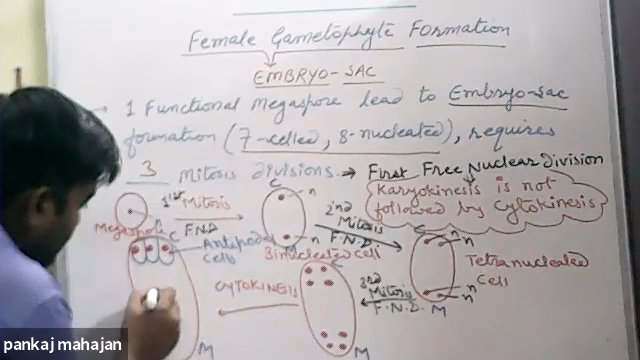 Female Gametophyte Formation
EMBRYO-SAC
→ 1 Functional Megaspore lead to Embryo-sac
formation (7-celled, 8-nucleated), requires
3 Mitosis divisions. → First Free Nuclear division
Karyokinesis is not
followed by cytokinesis
1st Mitosis
F.N.D
n
Megaspore
C
n
n
Binucleated cell
2nd
Mitosis
F.N.D.
C
n
n
n
n
M
Tetranucleated
Cell
3rd
Mitosis
F.N.D.
C
M
CYTOKINESIS
C
Antipodal
cells
M
pankaj mahajan